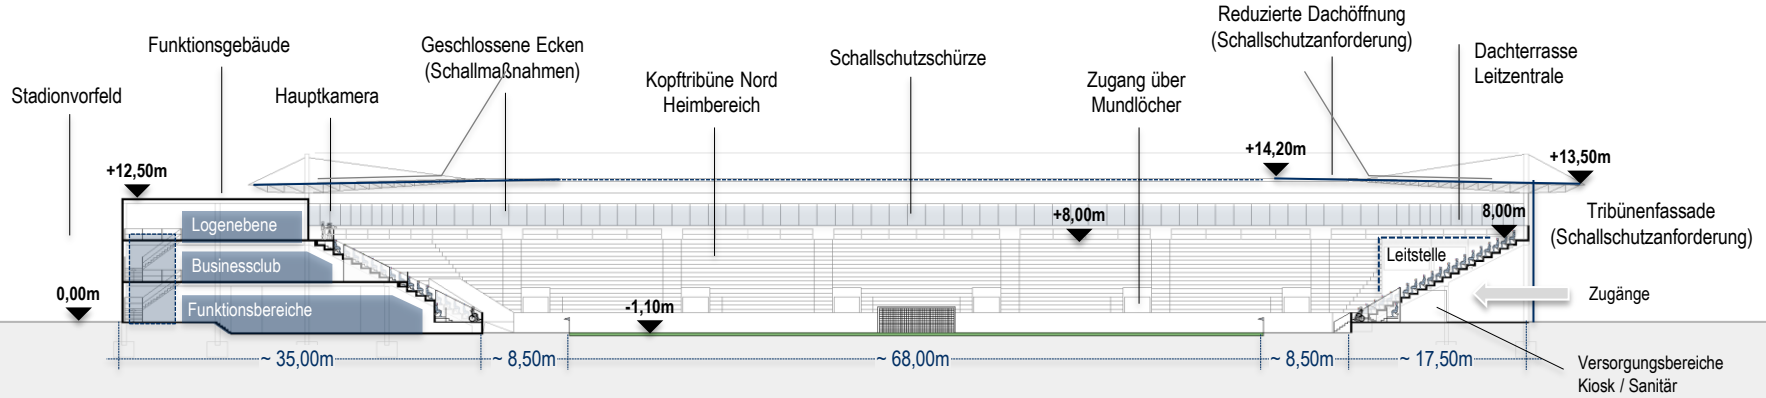 Stadionvorfeld
Funktionsgebäude
Hauptkamera
Geschlossene Ecken
(Schallmaßnahmen)
Kopftribüne Nord
Heimbereich
Schallschutzschürze
Zugang über
Mundlöcher
Reduzierte Dachöffnung
(Schallschutzanforderung)
Dachterrasse
Leitzentrale
+12,50m
+14,20m
+13,50m
Logenebene
+8,00m
8,00m
Tribünenfassade
(Schallschutzanforderung)
Businessclub
Leitstelle
0,00m
Funktionsbereiche
-1,10m
Zugänge
~ 35,00m
~ 8,50m
~ 68,00m
~ 8,50m
~ 17,50m
Versorgungsbereiche
Kiosk / Sanitär